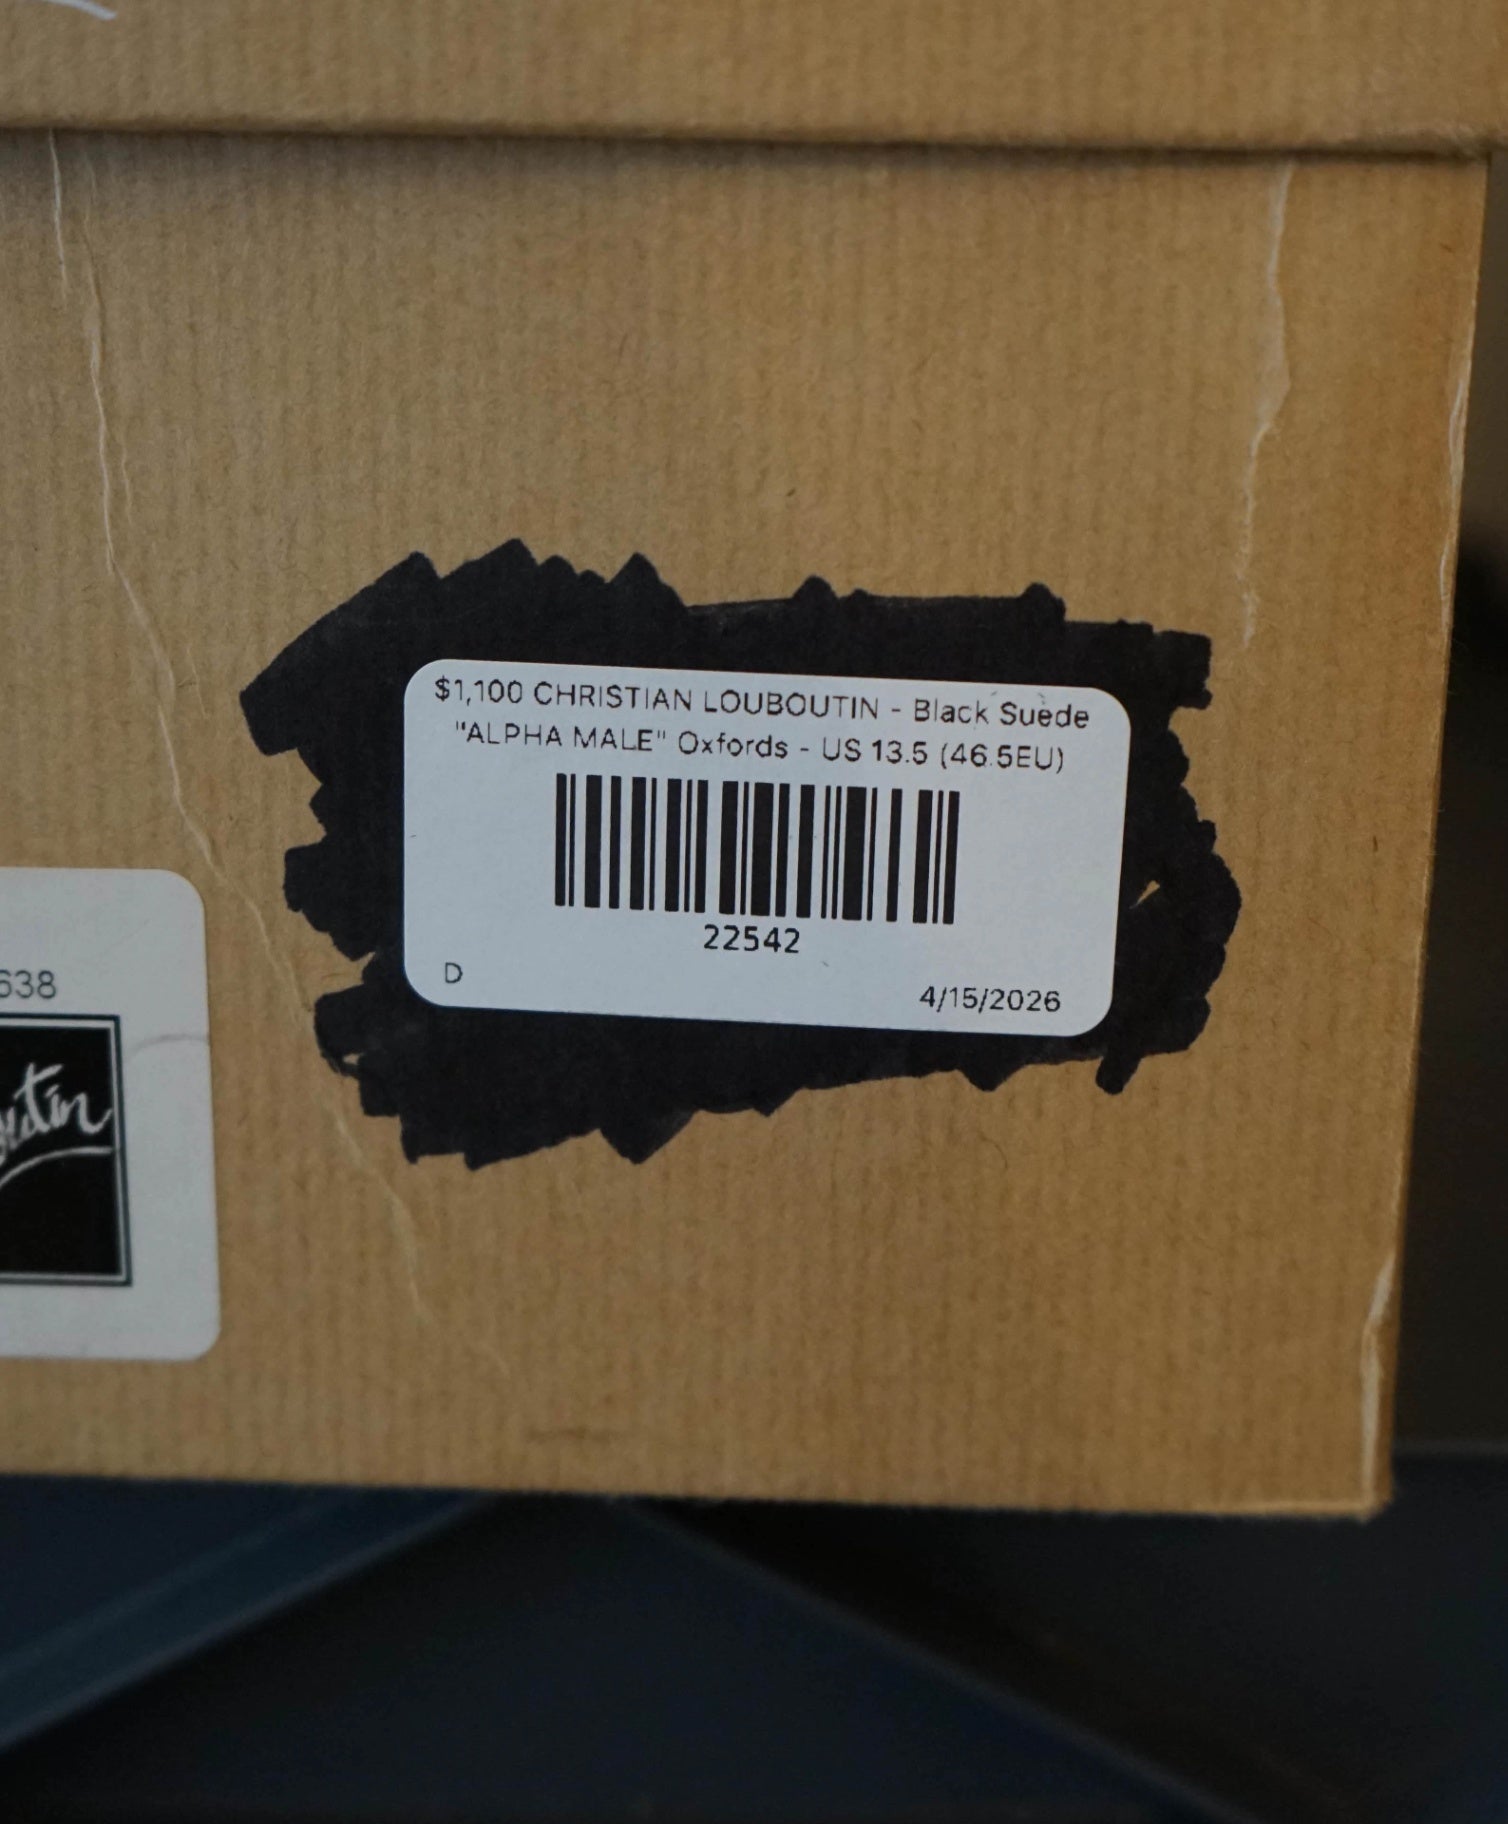 $1,100 CHRISTIAN LOUBOUTIN - Black Suede
"ALPHA MALE" Oxfords - US 13.5 (46.5EU)
22542
D
4/15/2026
638
utin